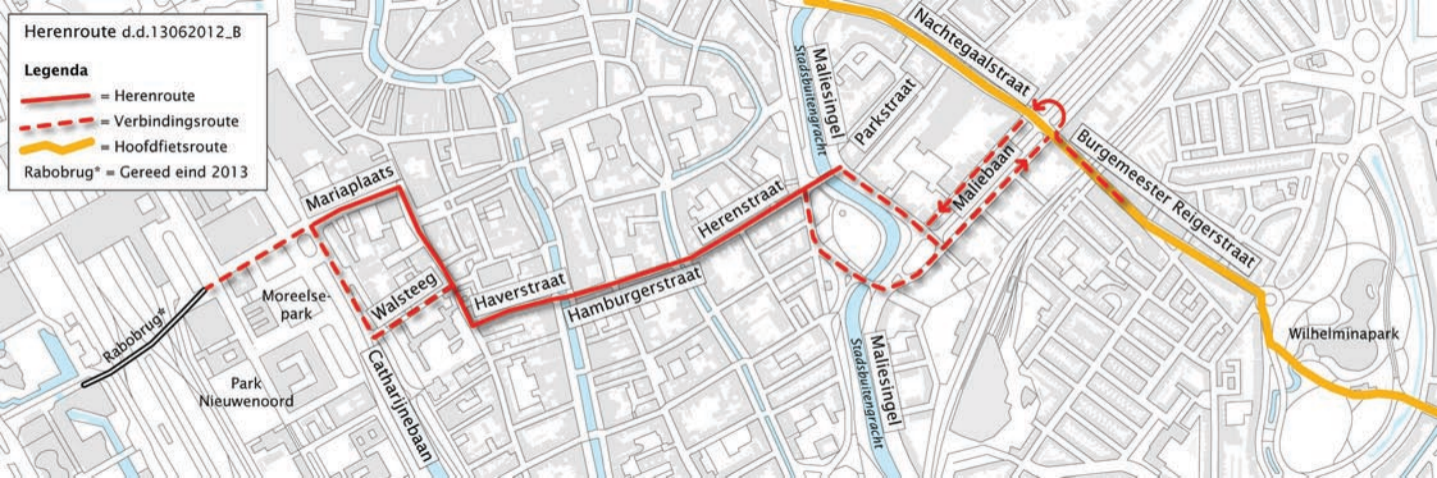 Herenroute d.d.13062012_B
Legenda
= Herenroute
= Verbindingsroute
= Hoofdfietsroute
Rabobrug* = Gereed eind 2013
Nachtegaalstraat
Maliesingel
Stadsbuitengracht
Parkstraat
Maliebaan
Burgemeester Reigerstraat
Mariaplaats
Herenstraat
Walsteeg
Haverstraat
Hamburgerstraat
Moreelse-
park
Rabobrug*
Park
Nieuwenoord
Catharijnebaan
Maliesingel
Stadsbuitengracht
Wilhelminapark